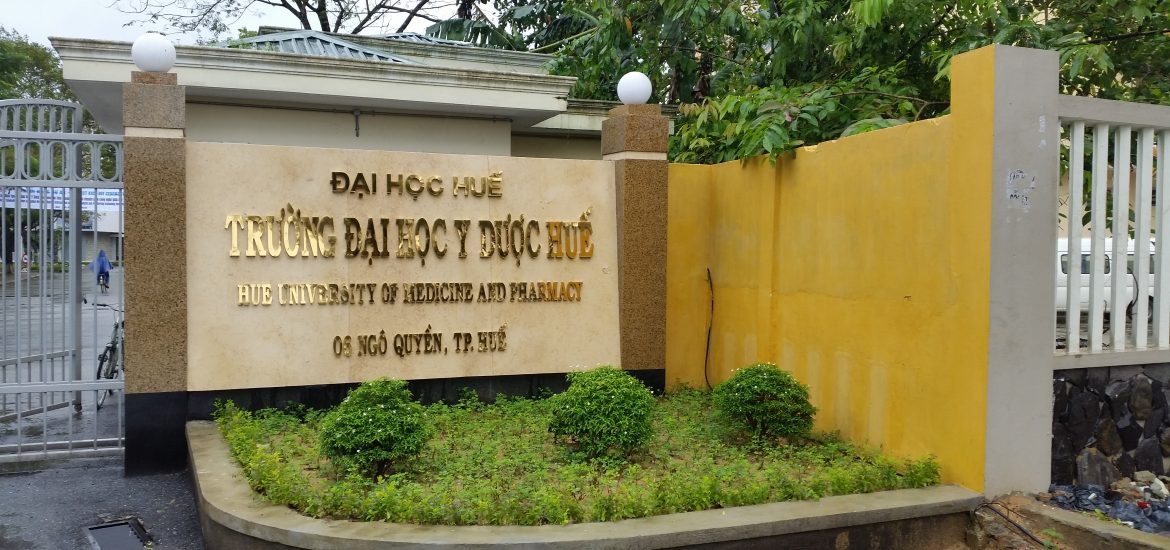 ĐẠI HỌC HUẾ
TRƯỜNG ĐẠI HỌC Y DƯỢC HUẾ
HUE UNIVERSITY OF MEDICINE AND PHARMACY
06 NGÔ QUYỀN, TP. HUẾ